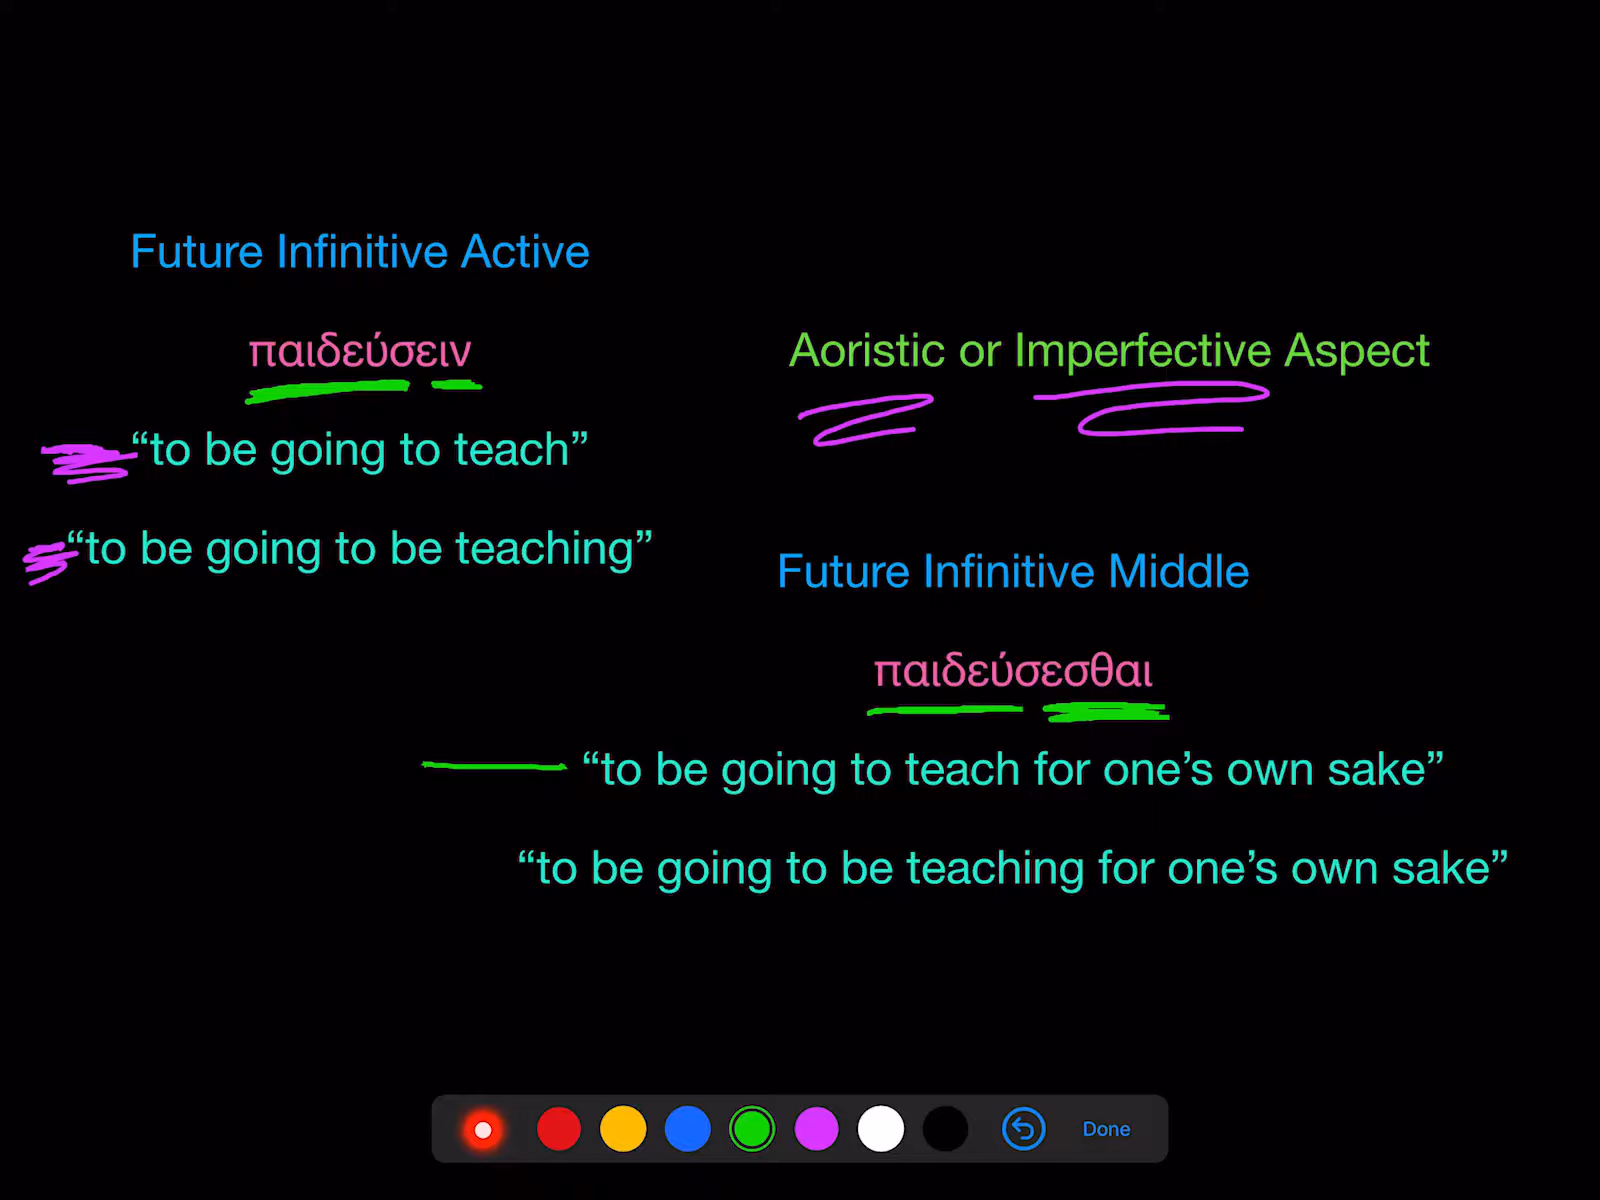 Future Infinitive Active
παιδεύσειν
“to be going to teach”
“to be going to be teaching”
Aoristic or Imperfective Aspect
Future Infinitive Middle
παιδεύσεσθαι
“to be going to teach for one’s own sake”
“to be going to be teaching for one’s own sake”
Done